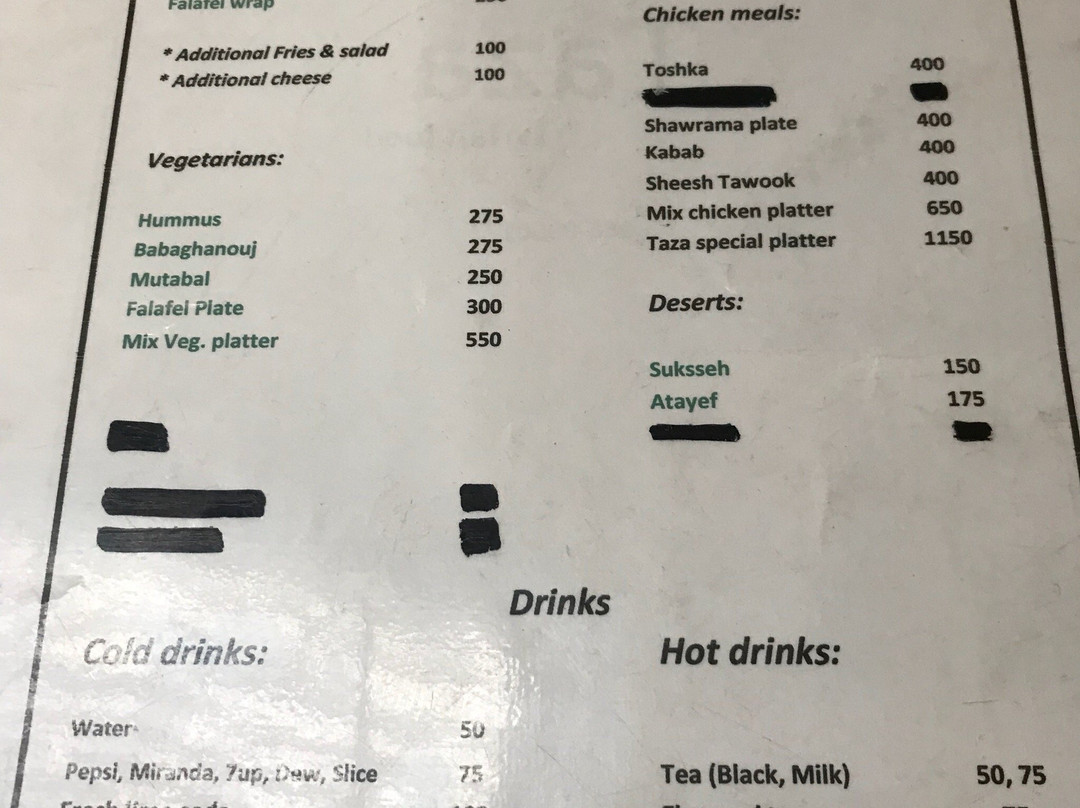 Falafel wrap
* Additional Fries & salad 100
* Additional cheese 100
Vegetarians:
Hummus 275
Babaghanouj 275
Mutabal 250
Falafel Plate 300
Mix Veg. platter 550
Chicken meals:
Toshka 400
Shawrama plate 400
Kabab 400
Sheesh Tawook 400
Mix chicken platter 650
Taza special platter 1150
Deserts:
Suksseh 150
Atayef 175
Drinks
Cold drinks:
Water 50
Pepsi, Miranda, 7up, Dew, Slice 75
Fresh lime soda
Hot drinks:
Tea (Black, Milk) 50, 75